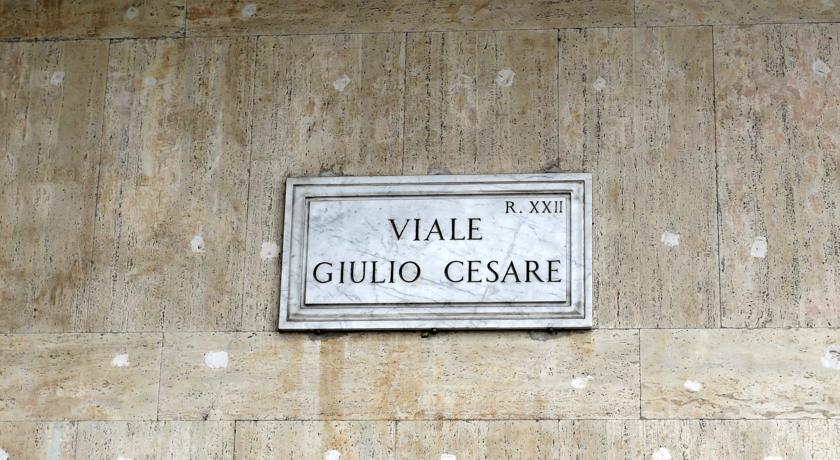 R. XXII
VIALE
GIULIO CESARE